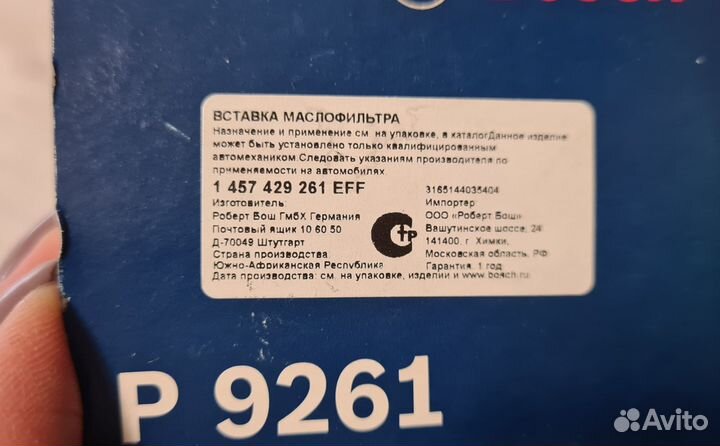 ВСТАВКА МАСЛОФИЛЬТРА
Назначение и применение см. на упаковке, в каталогДанное изделие
может быть установлено только квалифицированным
автомехаником.Следовать указаниям производителя по
применяемости на автомобилях.
1 457 429 261 EFF
3165144035404
Изготовитель
Импортер
Роберт Бош ГмбХ Германия
ООО «Роберт Бош»
Почтовый ящик 10 60 50
Вашутинское шоссе, 24
Д-70049 Штутгарт
141400. г. Химки,
Страна производства
Московская область, РФ
Южно-Африканская Республика
Гарантия: 1 год
Дата производства: см. на упаковке, изделии и www.bosch.ru
P 9261
Avito